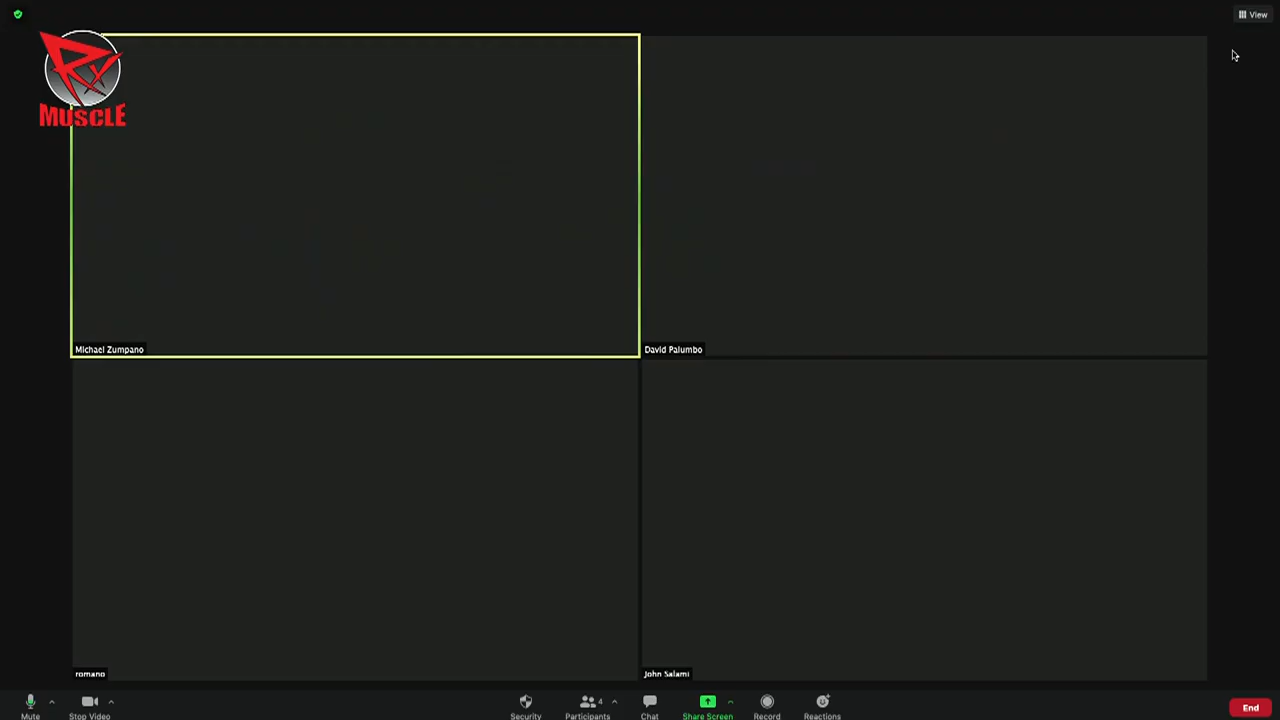 View
Rx
MUSCLE
Michael Zumpano
David Palumbo
romano
John Salami
Mute
Stop Video
Security
Participants
4
Chat
Share Screen
Record
Reactions
End